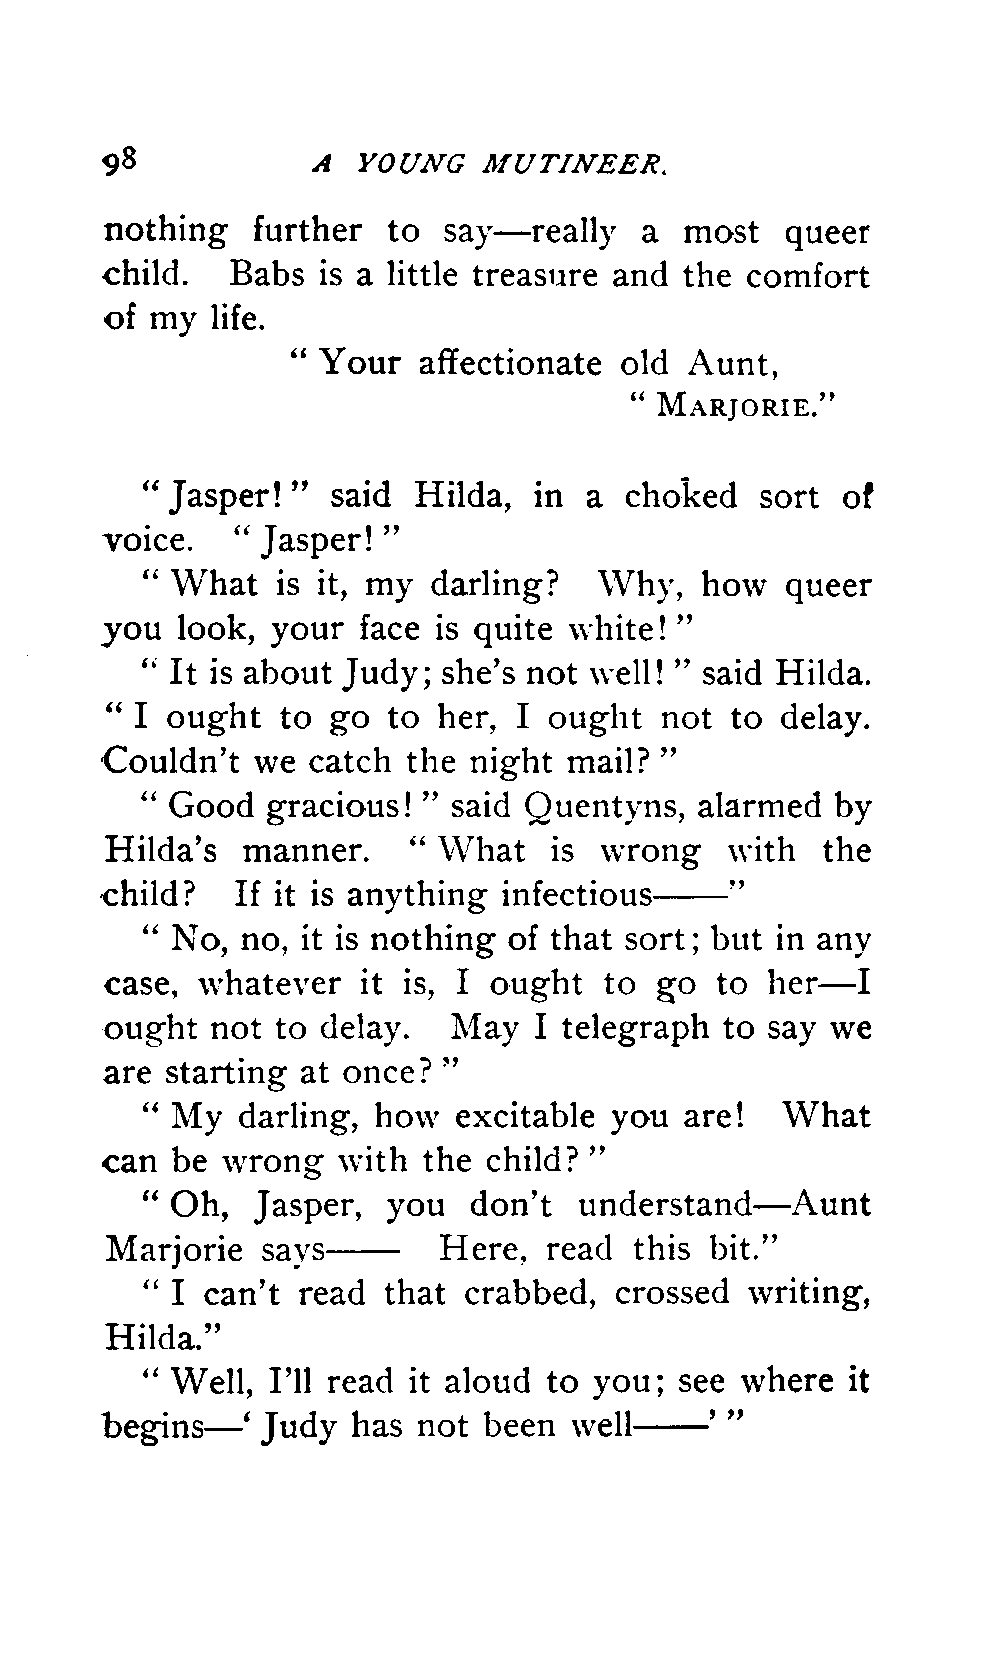 98 A YOUNG MUTINEER.
nothing further to say—really a most queer
child. Babs is a little treasure and the comfort
of my life.
“ Your affectionate old Aunt,
“ MARJORIE.”
“ Jasper! ” said Hilda, in a choked sort of
voice. “ Jasper! ”
“ What is it, my darling? Why, how queer
you look, your face is quite white! ”
“ It is about Judy; she’s not well! ” said Hilda.
“ I ought to go to her, I ought not to delay.
Couldn’t we catch the night mail? ”
“ Good gracious! ” said Quentyns, alarmed by
Hilda’s manner. “ What is wrong with the
child? If it is anything infectious——”
“ No, no, it is nothing of that sort; but in any
case, whatever it is, I ought to go to her—I
ought not to delay. May I telegraph to say we
are starting at once? ”
“ My darling, how excitable you are! What
can be wrong with the child? ”
“ Oh, Jasper, you don’t understand—Aunt
Marjorie says—— Here, read this bit.”
“ I can’t read that crabbed, crossed writing,
Hilda.”
“ Well, I’ll read it aloud to you; see where it
begins—‘ Judy has not been well——’ ”